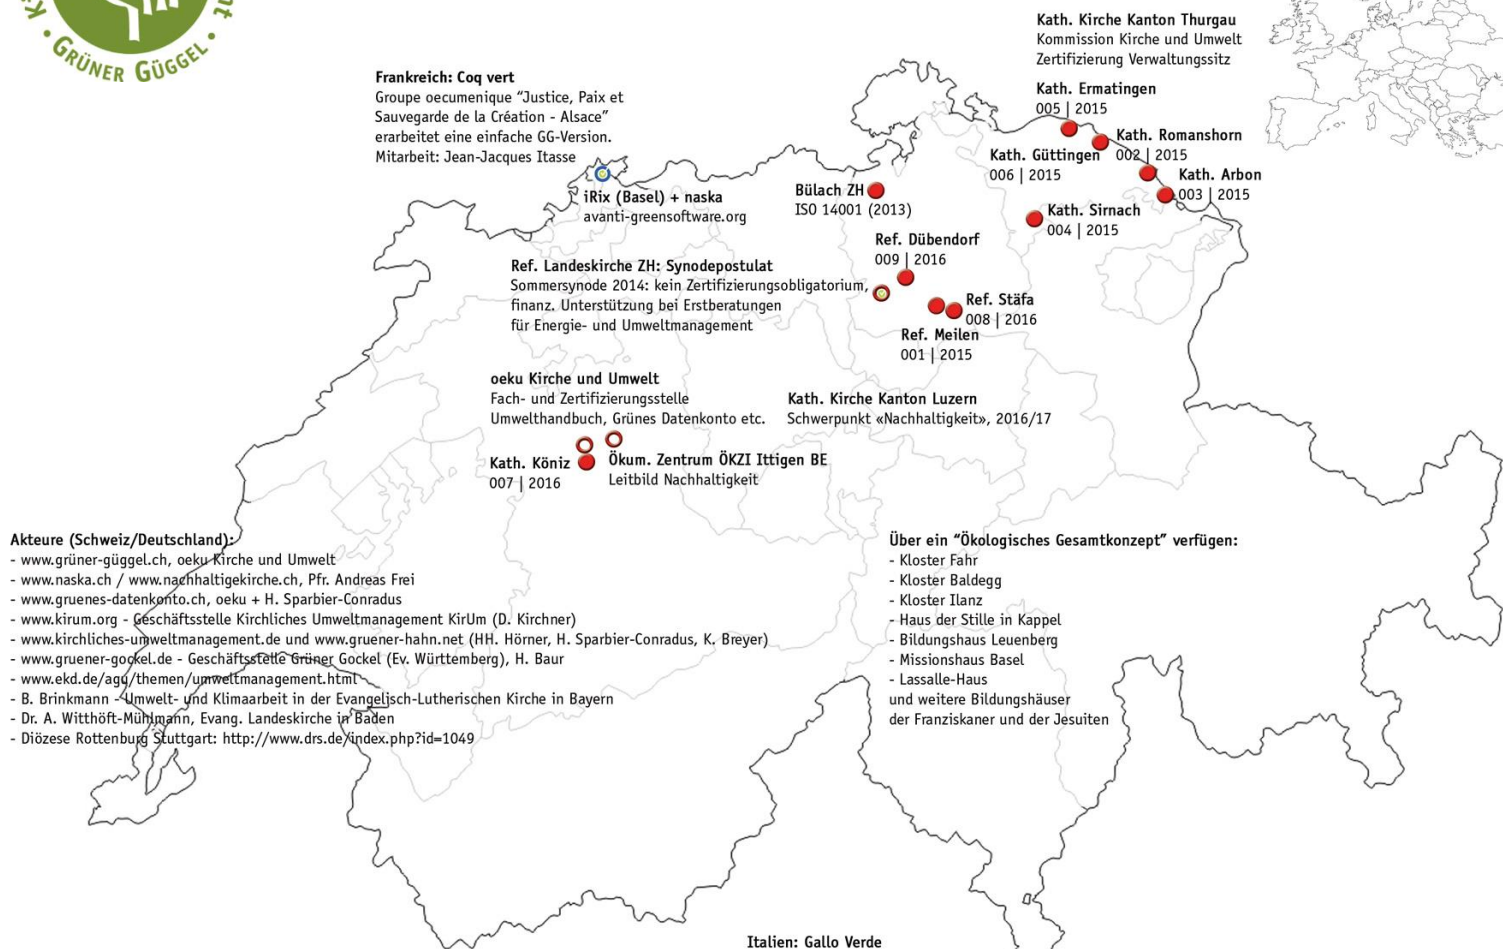 GRÜNER GÜGGEL
Kath. Kirche Kanton Thurgau
Kommission Kirche und Umwelt
Zertifizierung Verwaltungssitz
Frankreich: Coq vert
Groupe oecumenique “Justice, Paix et
Sauvegarde de la Création - Alsace”
erarbeitet eine einfache GG-Version.
Mitarbeit: Jean-Jacques Itasse
Kath. Ermatingen
005 | 2015
Kath. Romanshorn
002 | 2015
Kath. Güttingen
006 | 2015
Kath. Arbon
003 | 2015
iRix (Basel) + naska
avanti-greensoftware.org
Bülach ZH
ISO 14001 (2013)
Kath. Sirnach
004 | 2015
Ref. Dübendorf
009 | 2016
Ref. Landeskirche ZH: Synodepostulat
Sommersynode 2014: kein Zertifizierungsobligatorium,
finanz. Unterstützung bei Erstberatungen
für Energie- und Umweltmanagement
Ref. Stäfa
008 | 2016
Ref. Meilen
001 | 2015
oeku Kirche und Umwelt
Fach- und Zertifizierungsstelle
Umwelthandbuch, Grünes Datenkonto etc.
Kath. Kirche Kanton Luzern
Schwerpunkt «Nachhaltigkeit», 2016/17
Kath. Köniz
007 | 2016
Ökum. Zentrum ÖKZI Ittigen BE
Leitbild Nachhaltigkeit
Akteure (Schweiz/Deutschland):
- www.grüner-güggel.ch, oeku Kirche und Umwelt
- www.naska.ch / www.nachhaltigekirche.ch, Pfr. Andreas Frei
- www.gruenes-datenkonto.ch, oeku + H. Sparbier-Conradus
- www.kirum.org - Geschäftsstelle Kirchliches Umweltmanagement KirUm (D. Kirchner)
- www.kirchliches-umweltmanagement.de und www.gruener-hahn.net (HH. Hörner, H. Sparbier-Conradus, K. Breyer)
- www.gruener-gockel.de - Geschäftsstelle Grüner Gockel (Ev. Württemberg), H. Baur
- www.ekd.de/agu/themen/umweltmanagement.html
- B. Brinkmann - Umwelt- und Klimaarbeit in der Evangelisch-Lutherischen Kirche in Bayern
- Dr. A. Witthöft-Mühlmann, Evang. Landeskirche in Baden
- Diözese Rottenburg Stuttgart: http://www.drs.de/index.php?id=1049
Über ein “Ökologisches Gesamtkonzept” verfügen:
- Kloster Fahr
- Kloster Baldegg
- Kloster Ilanz
- Haus der Stille in Kappel
- Bildungshaus Leuenberg
- Missionshaus Basel
- Lassalle-Haus
und weitere Bildungshäuser
der Franziskaner und der Jesuiten
Italien: Gallo Verde